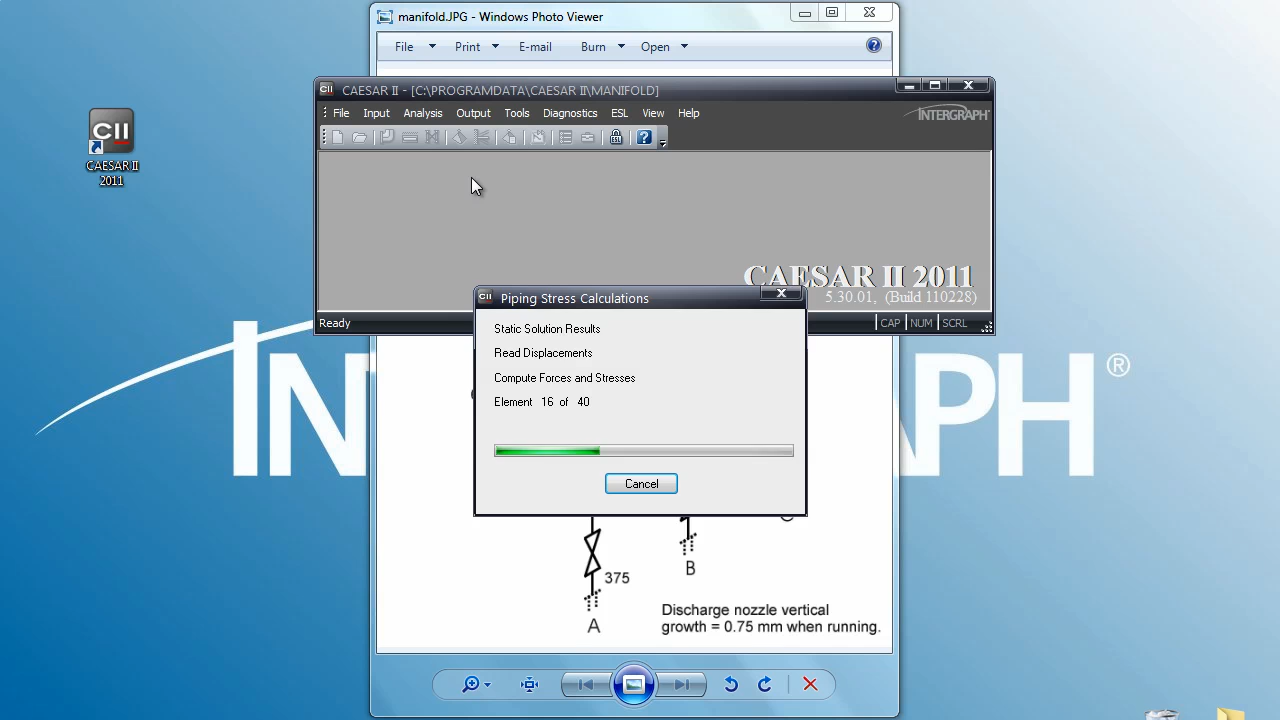 manifold.JPG - Windows Photo Viewer
File Print E-mail Burn Open
CAESAR II - [C:\PROGRAMDATA\CAESAR II\MANIFOLD]
File Input Analysis Output Tools Diagnostics ESL View Help
INTERGRAPH
CII
CAESAR II
2011
CAESAR II 2011
5.30.01, (Build 110228)
Ready
CAP NUM SCRL
Piping Stress Calculations
Static Solution Results
Read Displacements
Compute Forces and Stresses
Element 16 of 40
Cancel
375
A
B
Discharge nozzle vertical
growth = 0.75 mm when running.